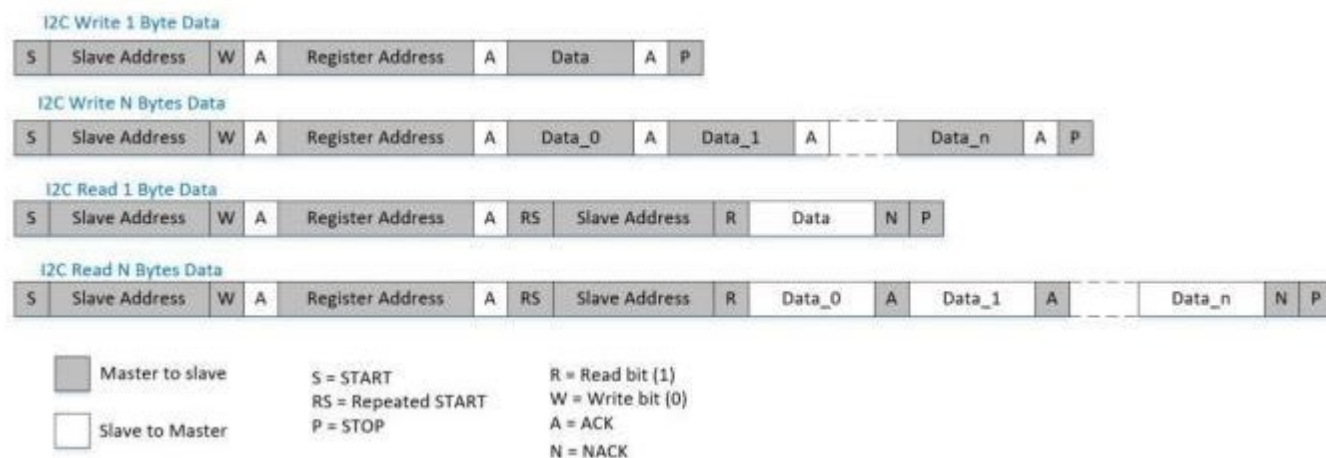 I2C Write 1 Byte Data
S Slave Address W A Register Address A Data A P
I2C Write N Bytes Data
S Slave Address W A Register Address A Data_0 A Data_1 A Data_n A P
I2C Read 1 Byte Data
S Slave Address W A Register Address A RS Slave Address R Data N P
I2C Read N Bytes Data
S Slave Address W A Register Address A RS Slave Address R Data_0 A Data_1 A Data_n N P
Master to slave
Slave to Master
S = START
RS = Repeated START
P = STOP
R = Read bit (1)
W = Write bit (0)
A = ACK
N = NACK